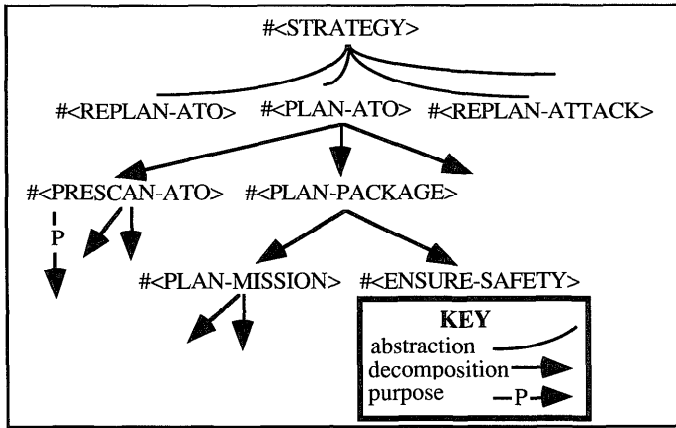 #<STRATEGY>
#<REPLAN-ATO> #<PLAN-ATO> #<REPLAN-ATTACK>
#<PRESCAN-ATO> #<PLAN-PACKAGE>
P
#<PLAN-MISSION> #<ENSURE-SAFETY>
KEY
abstraction
decomposition
purpose P